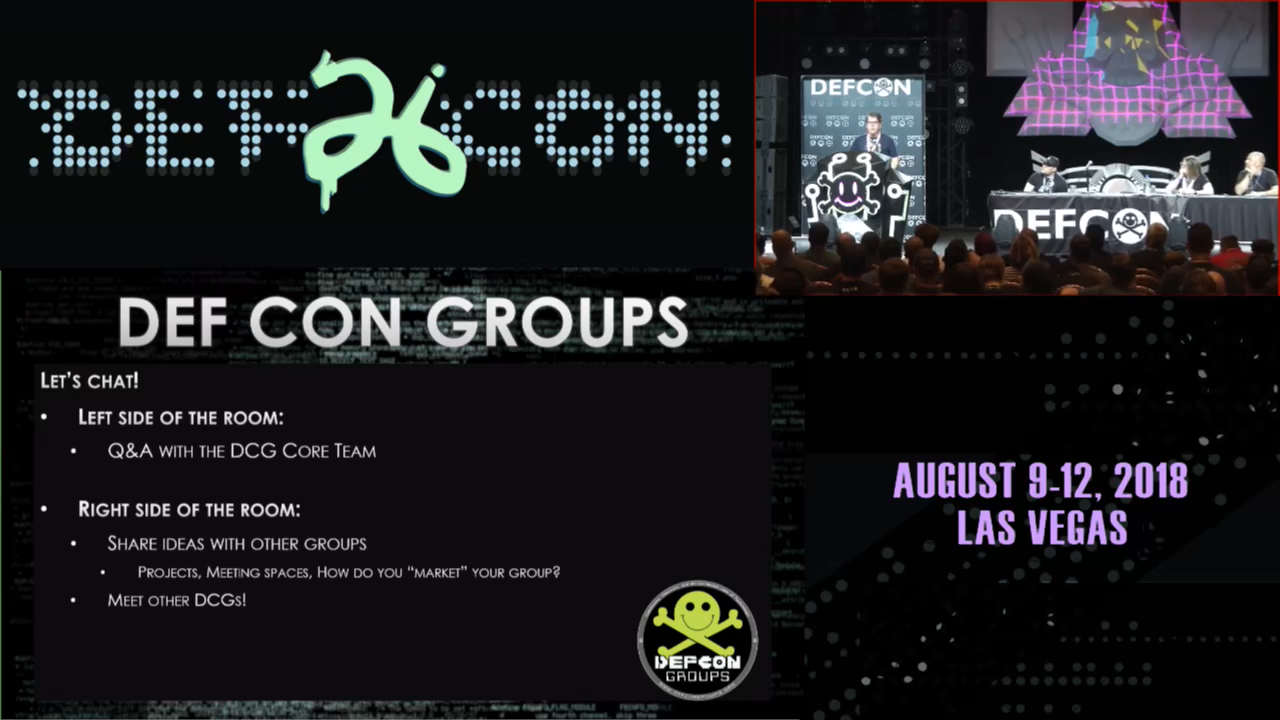 DEF 26 CON
DEFCON
DEFCON
DEF CON GROUPS
LET'S CHAT!
• LEFT SIDE OF THE ROOM:
• Q&A WITH THE DCG CORE TEAM
• RIGHT SIDE OF THE ROOM:
• SHARE IDEAS WITH OTHER GROUPS
• PROJECTS, MEETING SPACES, HOW DO YOU “MARKET” YOUR GROUP?
• MEET OTHER DCGS!
DEFCON
GROUPS
AUGUST 9-12, 2018
LAS VEGAS